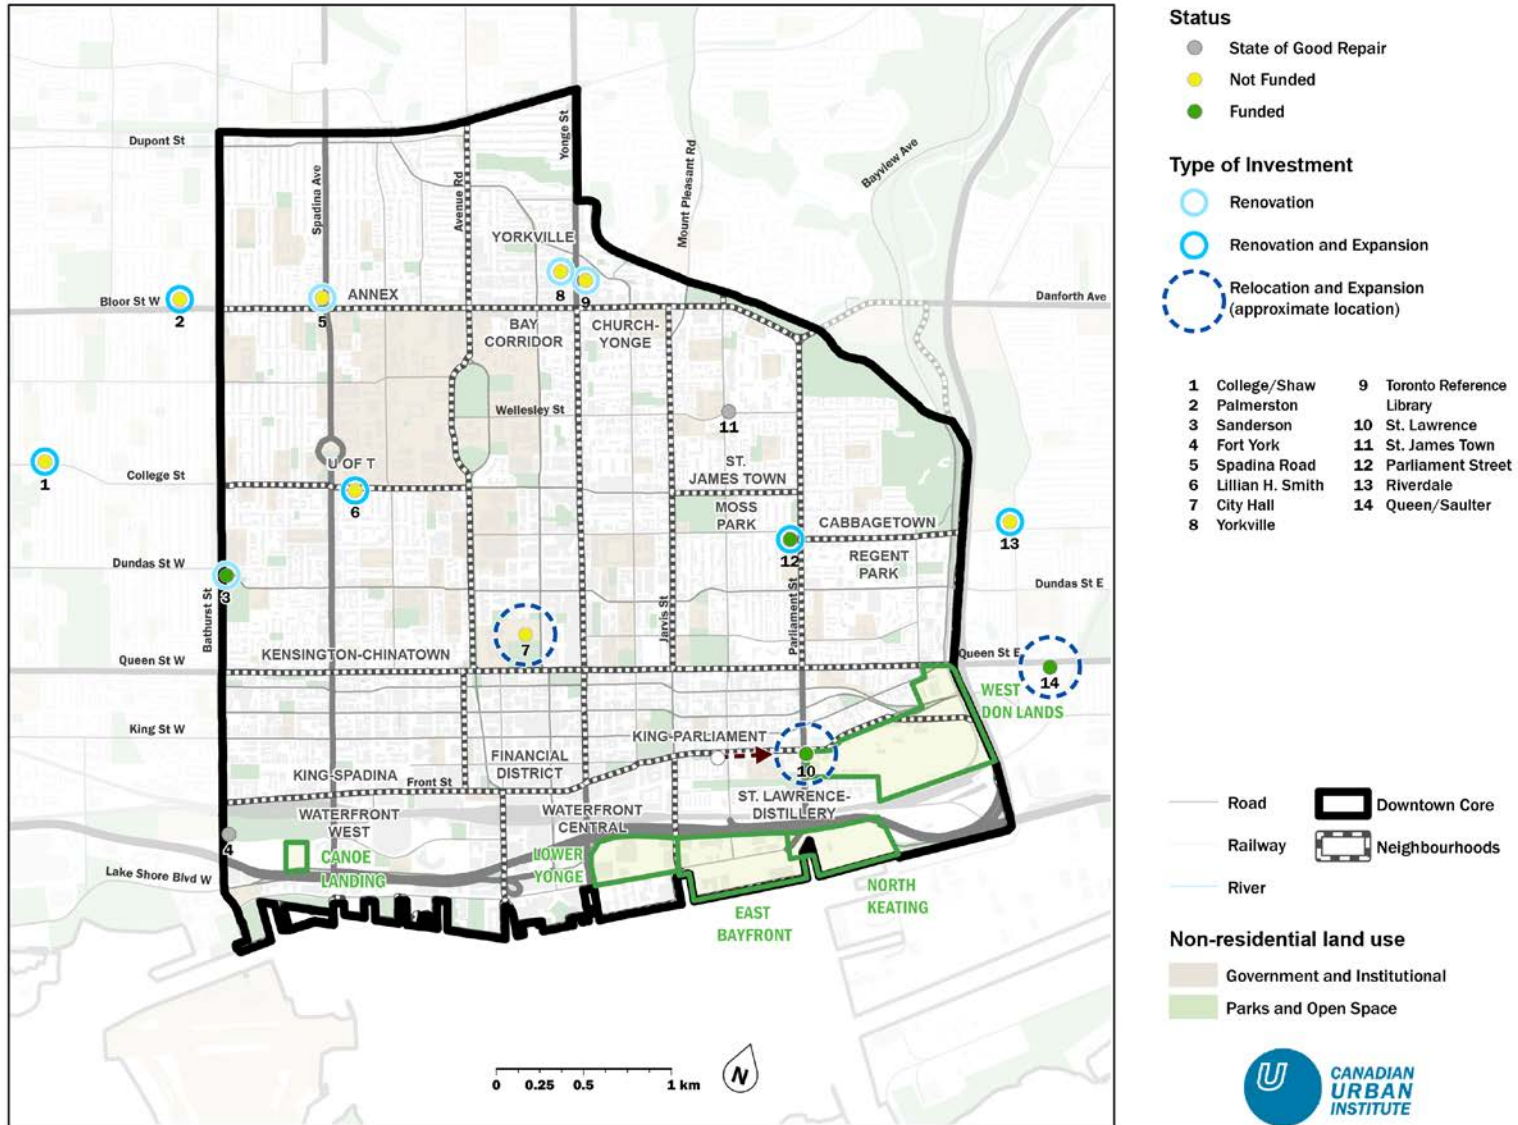 Dupont St
Spadina Ave
Avenue Rd
Yonge St
Mount Pleasant Rd
Bayview Ave
YORKVILLE
8
9
Bloor St W
2
5
ANNEX
Danforth Ave
BAY
CORRIDOR
CHURCH-
YONGE
Wellesley St
11
1
College St
U OF T
6
ST.
JAMES TOWN
MOSS
PARK
CABBAGETOWN
12
REGENT
PARK
13
Dundas St W
3
Dundas St E
Bathurst St
Jarvis St
Parliament St
7
Queen St W
KENSINGTON-CHINATOWN
Queen St E
14
WEST
DON LANDS
King St W
KING-PARLIAMENT
10
KING-SPADINA
Front St
FINANCIAL
DISTRICT
WATERFRONT
WEST
WATERFRONT
CENTRAL
ST. LAWRENCE-
DISTILLERY
4
CANOE
LANDING
LOWER
YONGE
Lake Shore Blvd W
NORTH
KEATING
EAST
BAYFRONT
0 0.25 0.5 1 km
N
Status
State of Good Repair
Not Funded
Funded
Type of Investment
Renovation
Renovation and Expansion
Relocation and Expansion
(approximate location)
1 College/Shaw
2 Palmerston
3 Sanderson
4 Fort York
5 Spadina Road
6 Lillian H. Smith
7 City Hall
8 Yorkville
9 Toronto Reference
Library
10 St. Lawrence
11 St. James Town
12 Parliament Street
13 Riverdale
14 Queen/Saulter
Road
Downtown Core
Railway
Neighbourhoods
River
Non-residential land use
Government and Institutional
Parks and Open Space
U
CANADIAN
URBAN
INSTITUTE